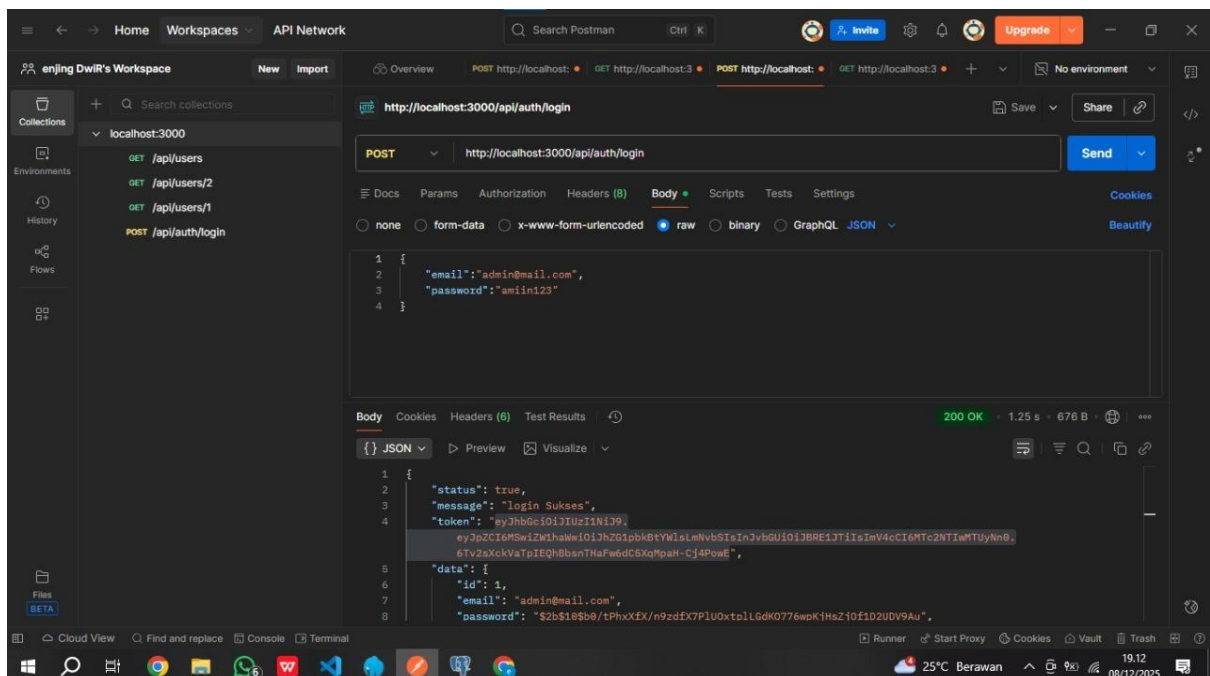 Home Workspaces API Network Search Postman Ctrl K Invite Upgrade
enjing DwiR's Workspace New Import Overview POST http://localhost: GET http://localhost:3 POST http://localhost: GET http://localhost:3 No environment
Collections
Environments
History
Flows
Files
BETA
Search collections
localhost:3000
GET /api/users
GET /api/users/2
GET /api/users/1
POST /api/auth/login
HTTP http://localhost:3000/api/auth/login Save Share
POST http://localhost:3000/api/auth/login Send
Docs Params Authorization Headers (8) Body Scripts Tests Settings Cookies
none form-data x-www-form-urlencoded raw binary GraphQL JSON Beautify
1 {
2 "email":"admin@mail.com",
3 "password":"amiin123"
4 }
Body Cookies Headers (6) Test Results 200 OK 1.25 s 676 B
{} JSON Preview Visualize
1 {
2 "status": true,
3 "message": "login Sukses",
4 "token": "eyJhbGciOiJIUzI1NiJ9.
eyJpZCI6MSwiZW1haWwiOiJhZG1pbkBtYWlsLmNvbSIsInJvbGUiOiJBRE1JTiIsImV4cCI6MTc2NTIwMTUyNn0.
6Tv2sXckVaTpIEQhBbsnTHaFw6dC5XqMpaH-Cj4PowE",
5 "data": {
6 "id": 1,
7 "email": "admin@mail.com",
8 "password": "$2b$10$b0/tPhxXfX/n9zdfX7PlUOxtplLGdKO776wpKjHsZjOf1D2UDV9Au",
Cloud View Find and replace Console Terminal Runner Start Proxy Cookies Vault Trash
25°C Berawan 19.12
08/12/2025